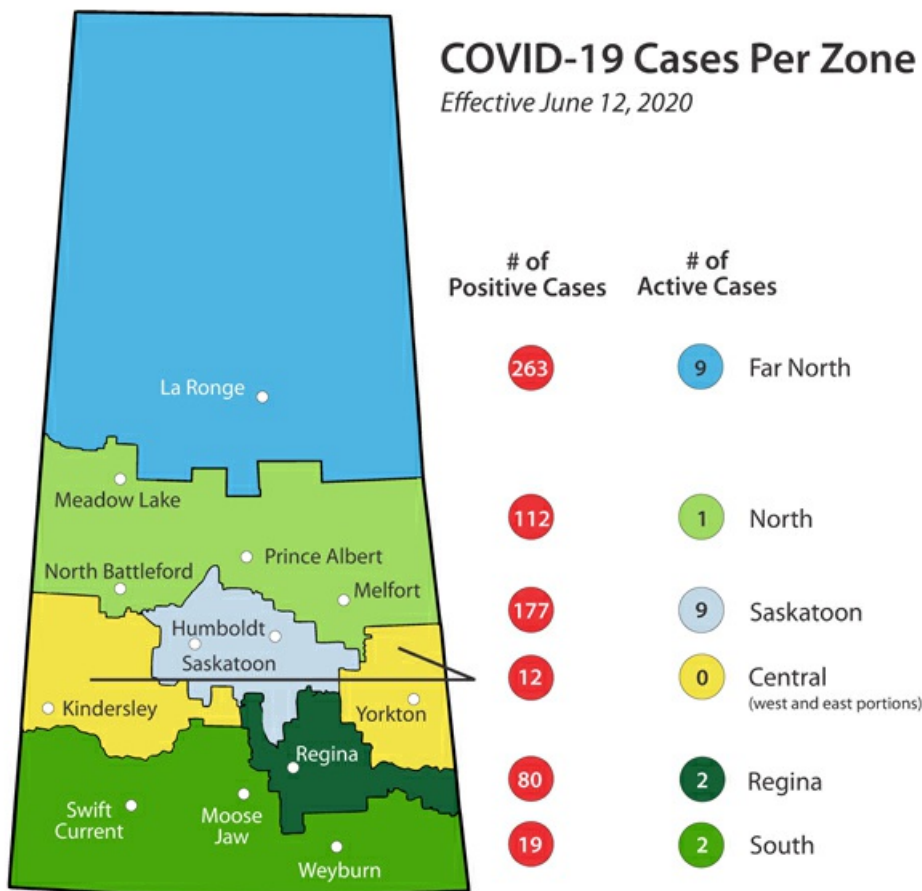 COVID-19 Cases Per Zone
Effective June 12, 2020
# of
Positive Cases
# of
Active Cases
263
9
Far North
La Ronge
Meadow Lake
112
1
North
Prince Albert
North Battleford
Melfort
177
9
Saskatoon
Humboldt
Saskatoon
12
0
Central
(west and east portions)
Kindersley
Yorkton
Regina
80
2
Regina
Swift
Current
Moose
Jaw
19
2
South
Weyburn